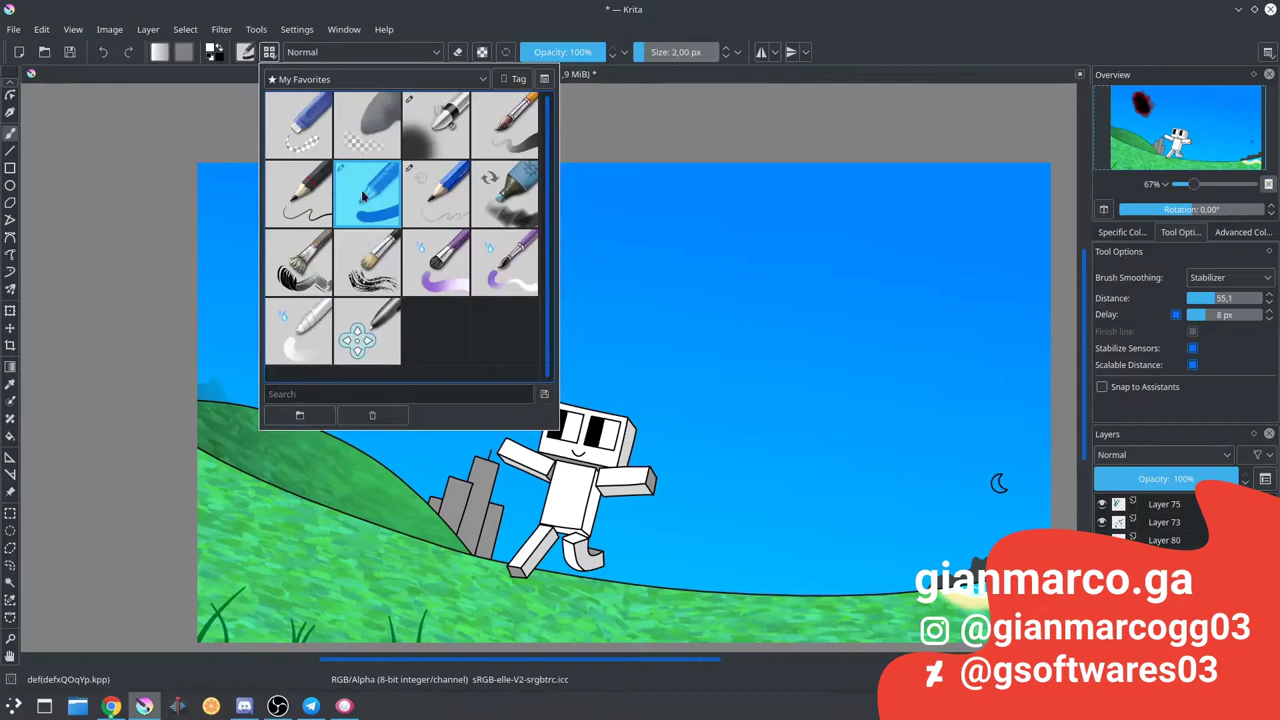 * — Krita
File Edit View Image Layer Select Filter Tools Settings Window Help
Normal Opacity: 100% Size: 2,00 px
,9 MiB) *
★ My Favorites Tag
Search
Overview
67%
Rotation: 0,00°
Specific Col... Tool Opti... Advanced Col...
Tool Options
Brush Smoothing: Stabilizer
Distance: 55,1
Delay: 8 px
Finish line:
Stabilize Sensors:
Scalable Distance:
Snap to Assistants
Layers
Normal
Opacity: 100%
Layer 75
Layer 73
Layer 80
gianmarco.ga
@gianmarcogg03
@gsoftwares03
def(defxQOqYp.kpp) RGB/Alpha (8-bit integer/channel) sRGB-elle-V2-srgbtrc.icc